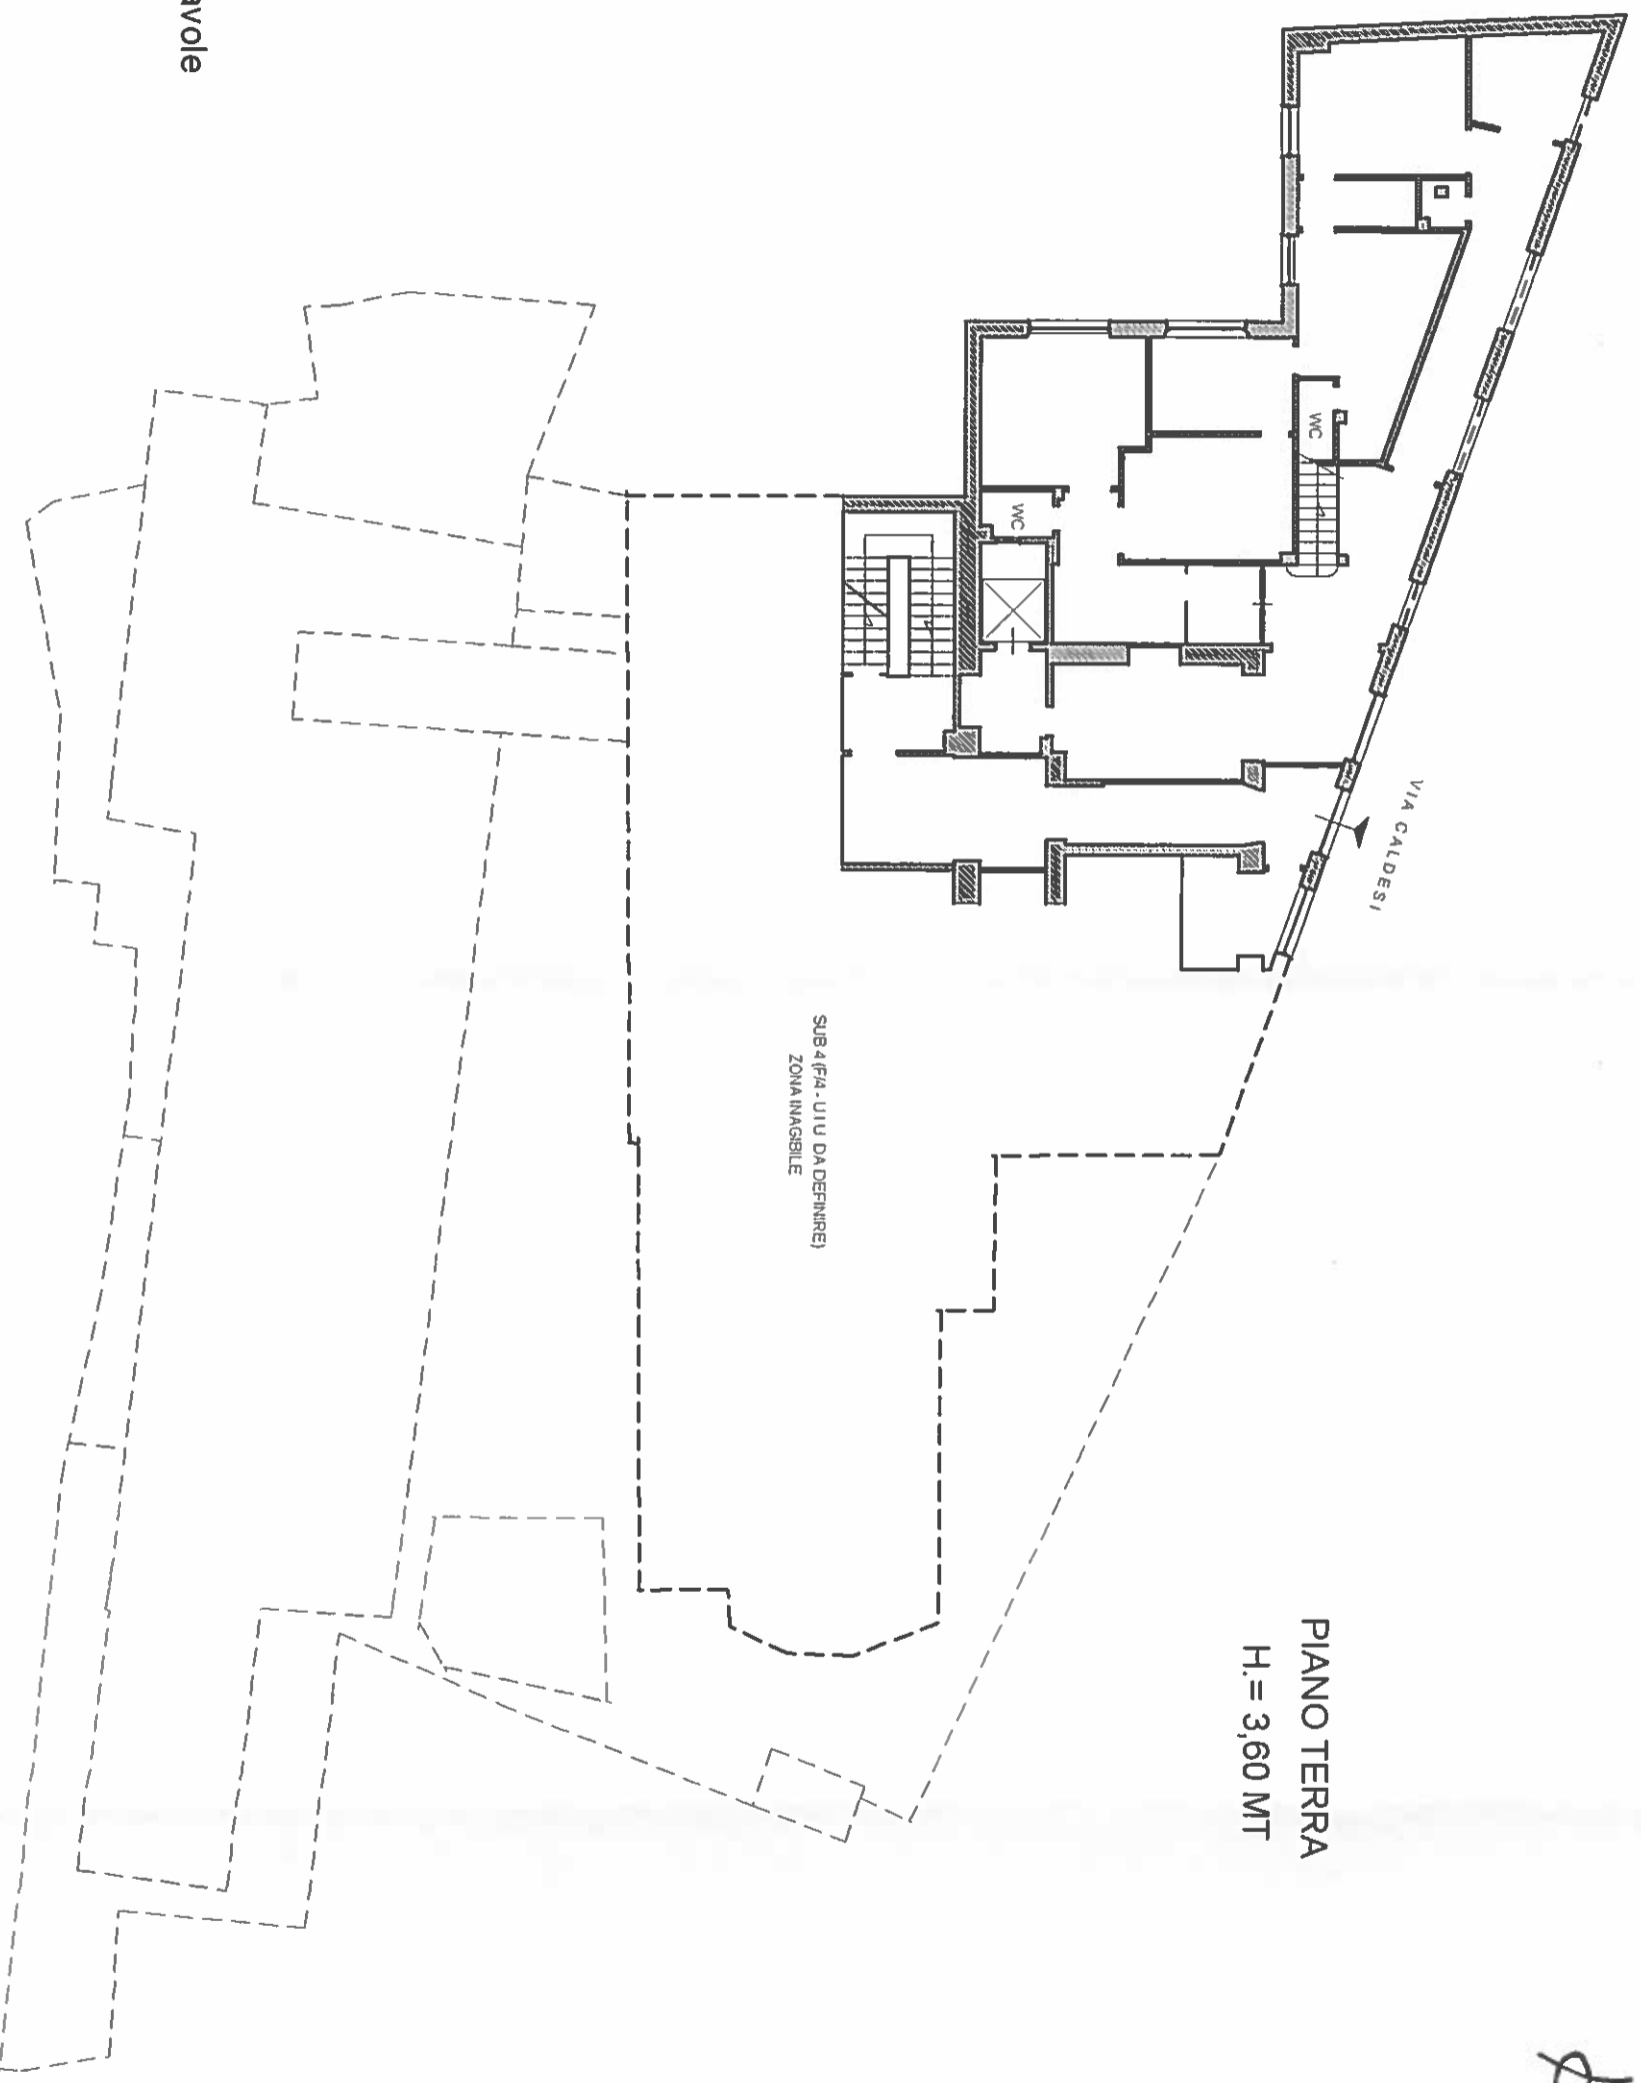 avole
PIANO TERRA
H.= 3,60 MT
VIA CALDESI
WC
WC
SUB 4 (F/4 - U.I.U. DA DEFINIRE)
ZONA INAGIBILE